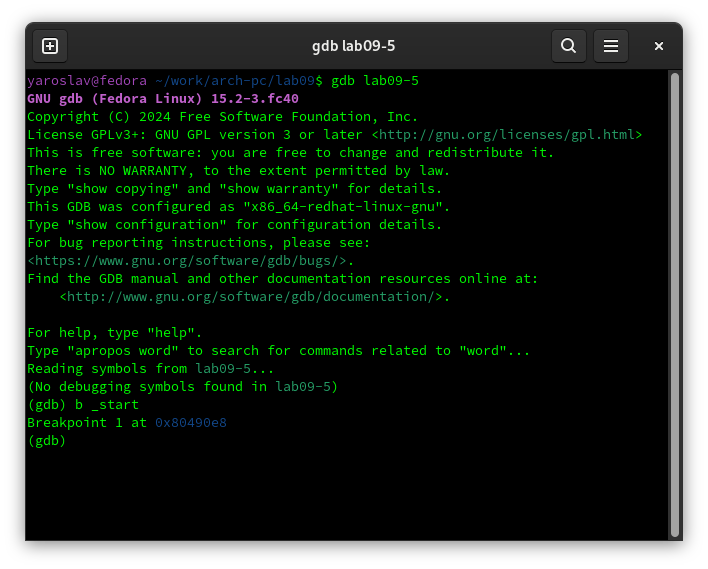 gdb lab09-5
yaroslav@fedora ~/work/arch-pc/lab09$ gdb lab09-5
GNU gdb (Fedora Linux) 15.2-3.fc40
Copyright (C) 2024 Free Software Foundation, Inc.
License GPLv3+: GNU GPL version 3 or later <http://gnu.org/licenses/gpl.html>
This is free software: you are free to change and redistribute it.
There is NO WARRANTY, to the extent permitted by law.
Type "show copying" and "show warranty" for details.
This GDB was configured as "x86_64-redhat-linux-gnu".
Type "show configuration" for configuration details.
For bug reporting instructions, please see:
<https://www.gnu.org/software/gdb/bugs/>.
Find the GDB manual and other documentation resources online at:
    <http://www.gnu.org/software/gdb/documentation/>.

For help, type "help".
Type "apropos word" to search for commands related to "word"...
Reading symbols from lab09-5...
(No debugging symbols found in lab09-5)
(gdb) b _start
Breakpoint 1 at 0x80490e8
(gdb)